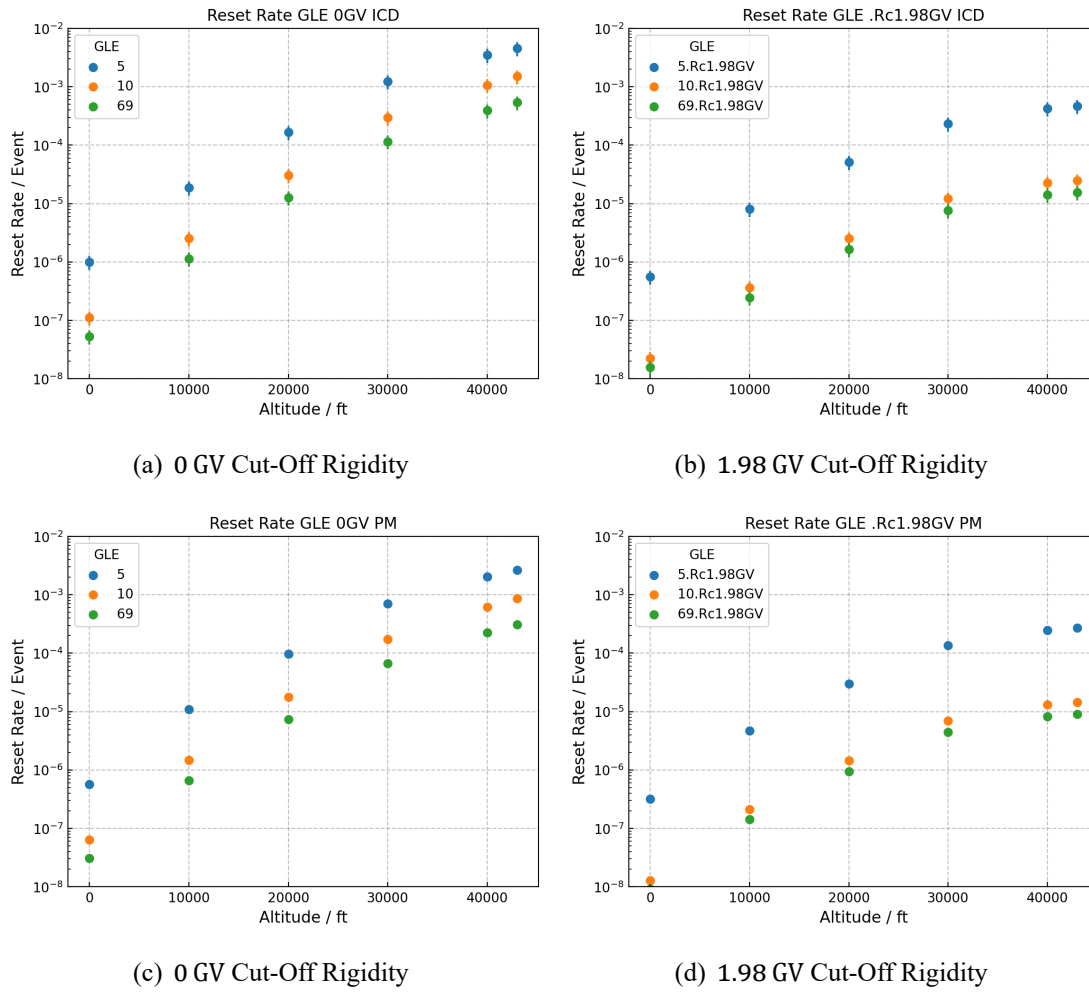 Reset Rate GLE 0GV ICD
GLE
5
10
69
10⁻²
10⁻³
10⁻⁴
10⁻⁵
10⁻⁶
10⁻⁷
10⁻⁸
Reset Rate / Event
0 10000 20000 30000 40000
Altitude / ft
(a) 0 GV Cut-Off Rigidity
Reset Rate GLE .Rc1.98GV ICD
GLE
5.Rc1.98GV
10.Rc1.98GV
69.Rc1.98GV
10⁻²
10⁻³
10⁻⁴
10⁻⁵
10⁻⁶
10⁻⁷
10⁻⁸
Reset Rate / Event
0 10000 20000 30000 40000
Altitude / ft
(b) 1.98 GV Cut-Off Rigidity
Reset Rate GLE 0GV PM
GLE
5
10
69
10⁻²
10⁻³
10⁻⁴
10⁻⁵
10⁻⁶
10⁻⁷
10⁻⁸
Reset Rate / Event
0 10000 20000 30000 40000
Altitude / ft
(c) 0 GV Cut-Off Rigidity
Reset Rate GLE .Rc1.98GV PM
GLE
5.Rc1.98GV
10.Rc1.98GV
69.Rc1.98GV
10⁻²
10⁻³
10⁻⁴
10⁻⁵
10⁻⁶
10⁻⁷
10⁻⁸
Reset Rate / Event
0 10000 20000 30000 40000
Altitude / ft
(d) 1.98 GV Cut-Off Rigidity